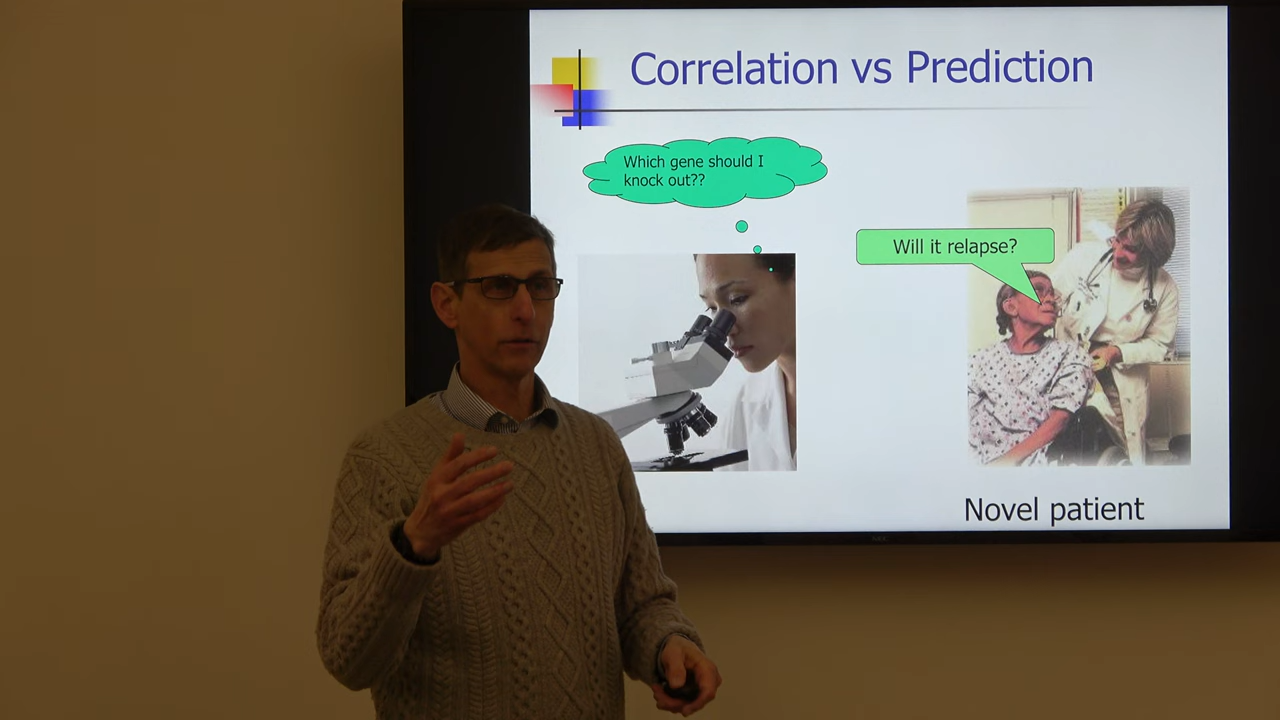 Correlation vs Prediction
Which gene should I
knock out??
Will it relapse?
Novel patient